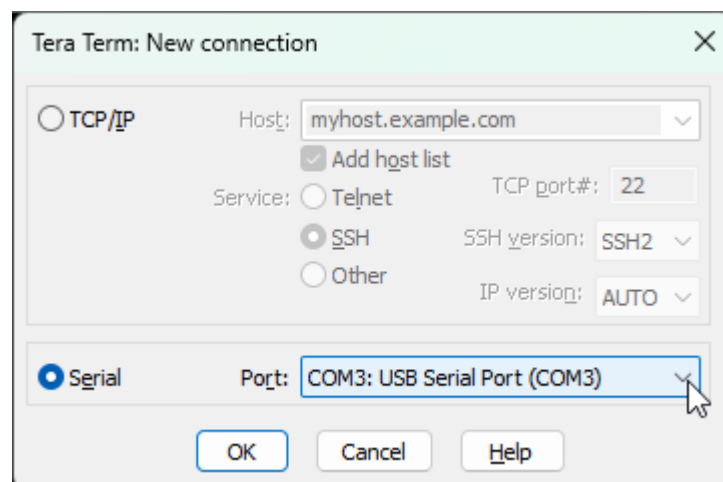 Tera Term: New connection
TCP/IP Host: myhost.example.com
Add host list
Service: Telnet TCP port#: 22
SSH SSH version: SSH2
Other IP version: AUTO
Serial Port: COM3: USB Serial Port (COM3)
OK Cancel Help